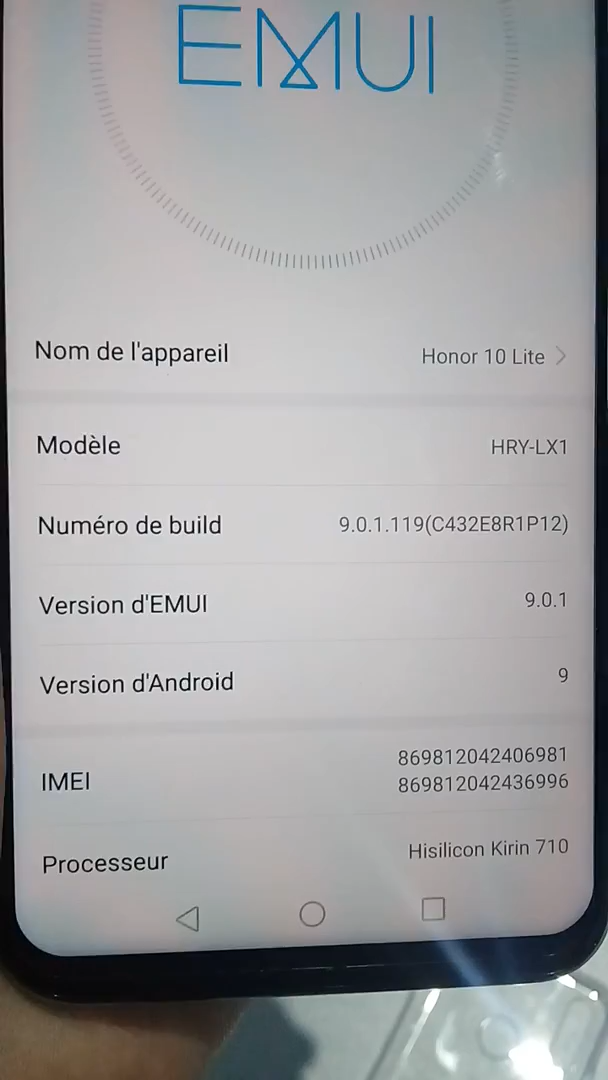 EMUI
Nom de l'appareil Honor 10 Lite
Modèle HRY-LX1
Numéro de build 9.0.1.119(C432E8R1P12)
Version d'EMUI 9.0.1
Version d'Android 9
IMEI 869812042406981
869812042436996
Processeur Hisilicon Kirin 710